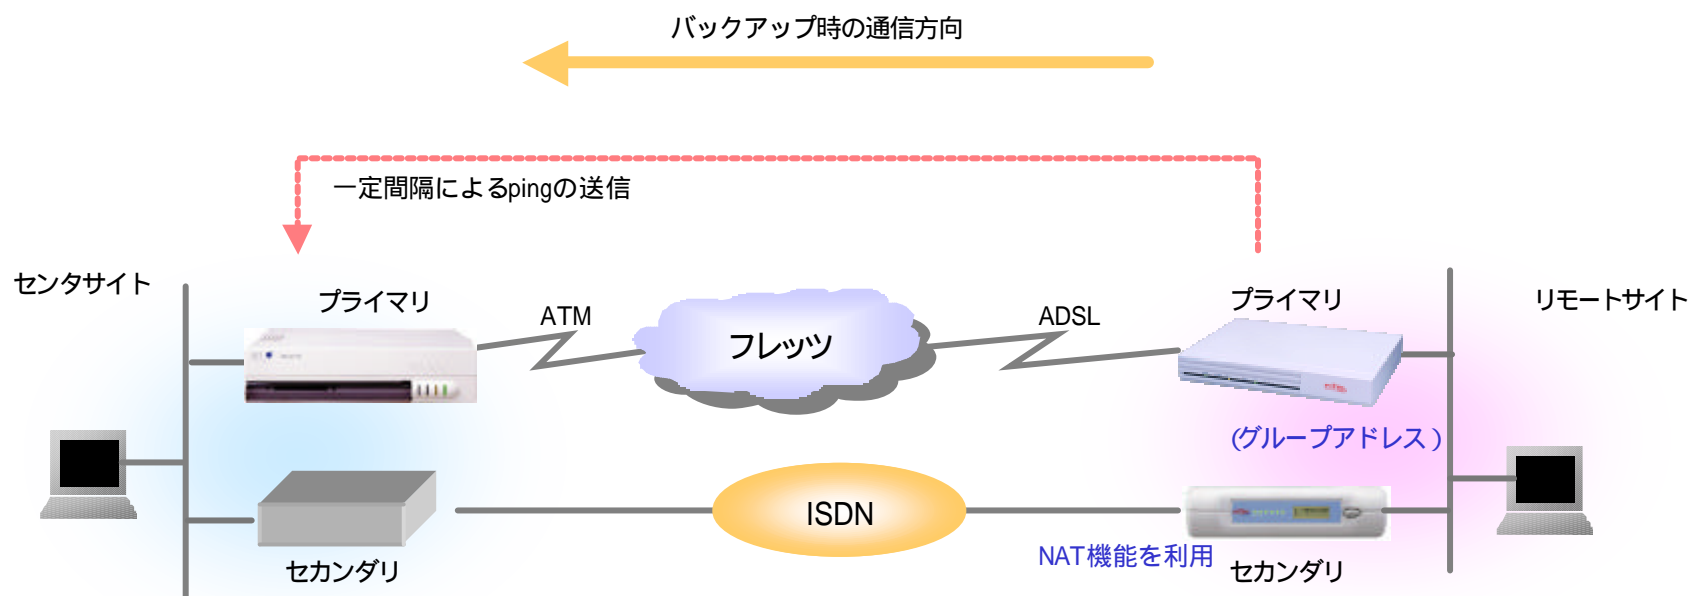 バックアップ時の通信方向
一定間隔によるpingの送信
センタサイト
プライマリ
ATM
フレッツ
ADSL
プライマリ
リモートサイト
(グループアドレス)
ISDN
NAT機能を利用
セカンダリ
セカンダリ